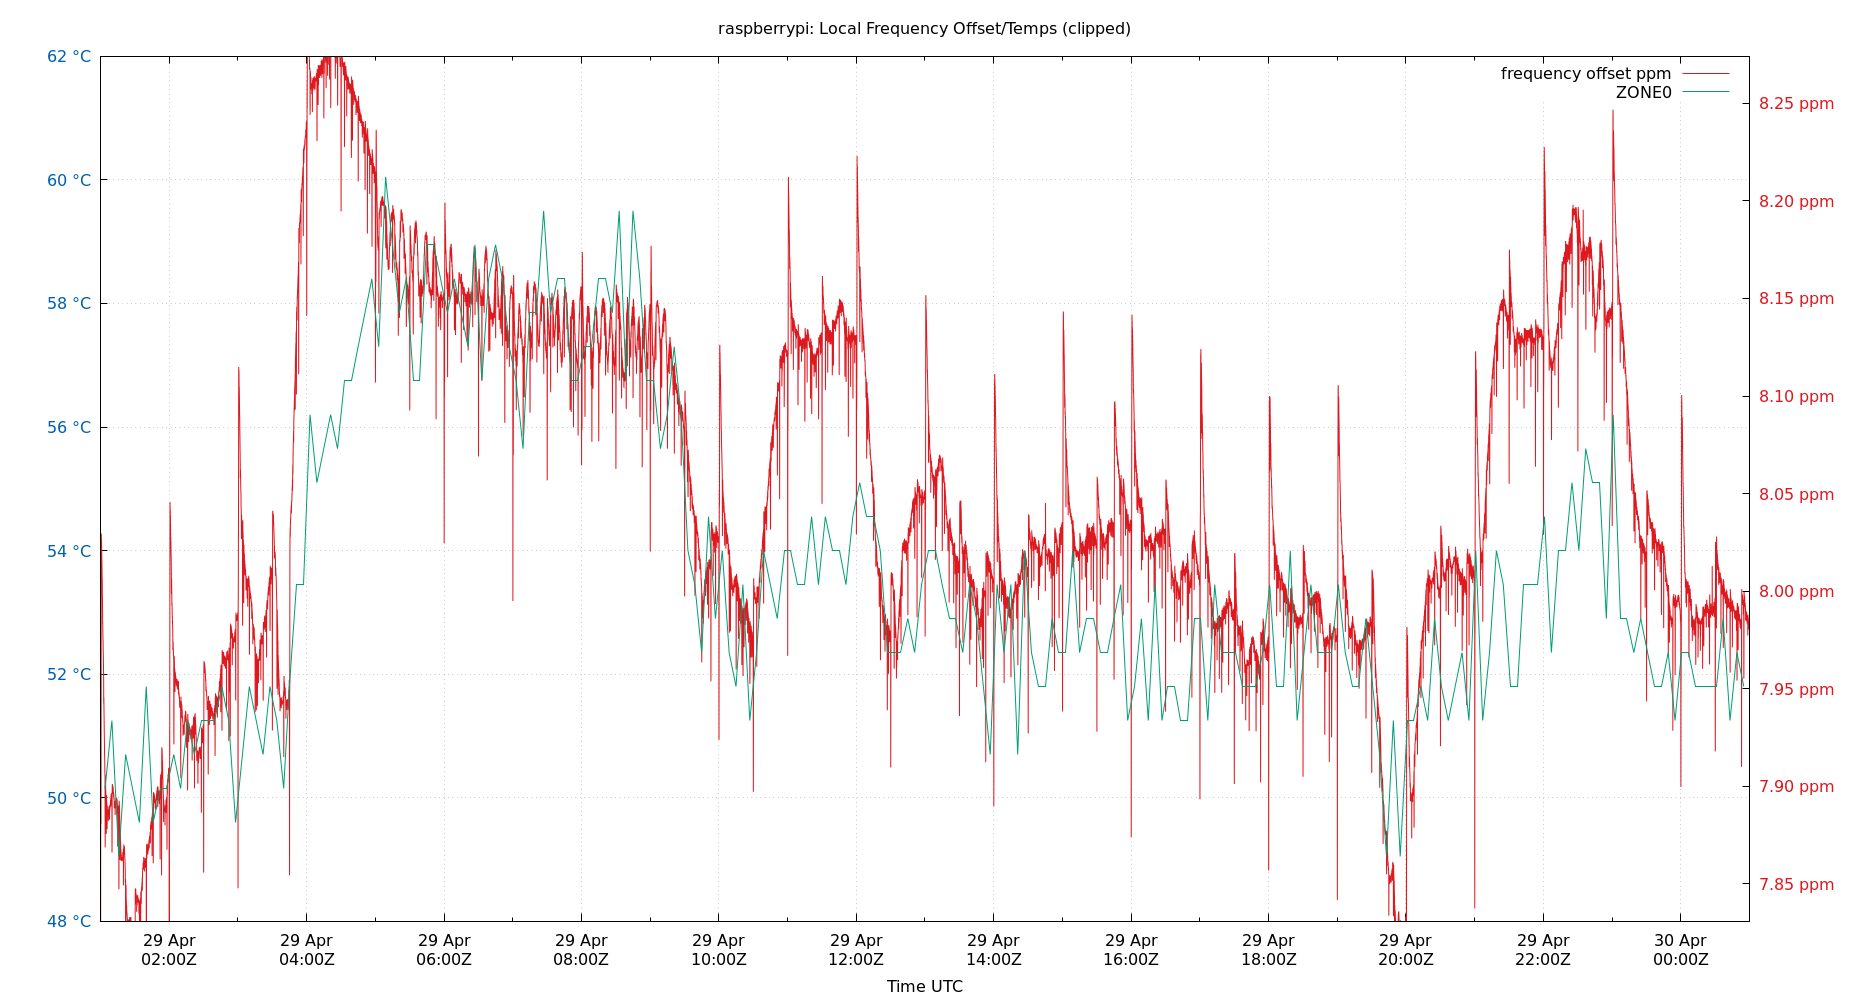 raspberrypi: Local Frequency Offset/Temps (clipped)
frequency offset ppm
ZONE0
62 °C
60 °C
58 °C
56 °C
54 °C
52 °C
50 °C
48 °C
8.25 ppm
8.20 ppm
8.15 ppm
8.10 ppm
8.05 ppm
8.00 ppm
7.95 ppm
7.90 ppm
7.85 ppm
29 Apr 29 Apr 29 Apr 29 Apr 29 Apr 29 Apr 29 Apr 29 Apr 29 Apr 29 Apr 29 Apr 30 Apr
02:00Z 04:00Z 06:00Z 08:00Z 10:00Z 12:00Z 14:00Z 16:00Z 18:00Z 20:00Z 22:00Z 00:00Z
Time UTC